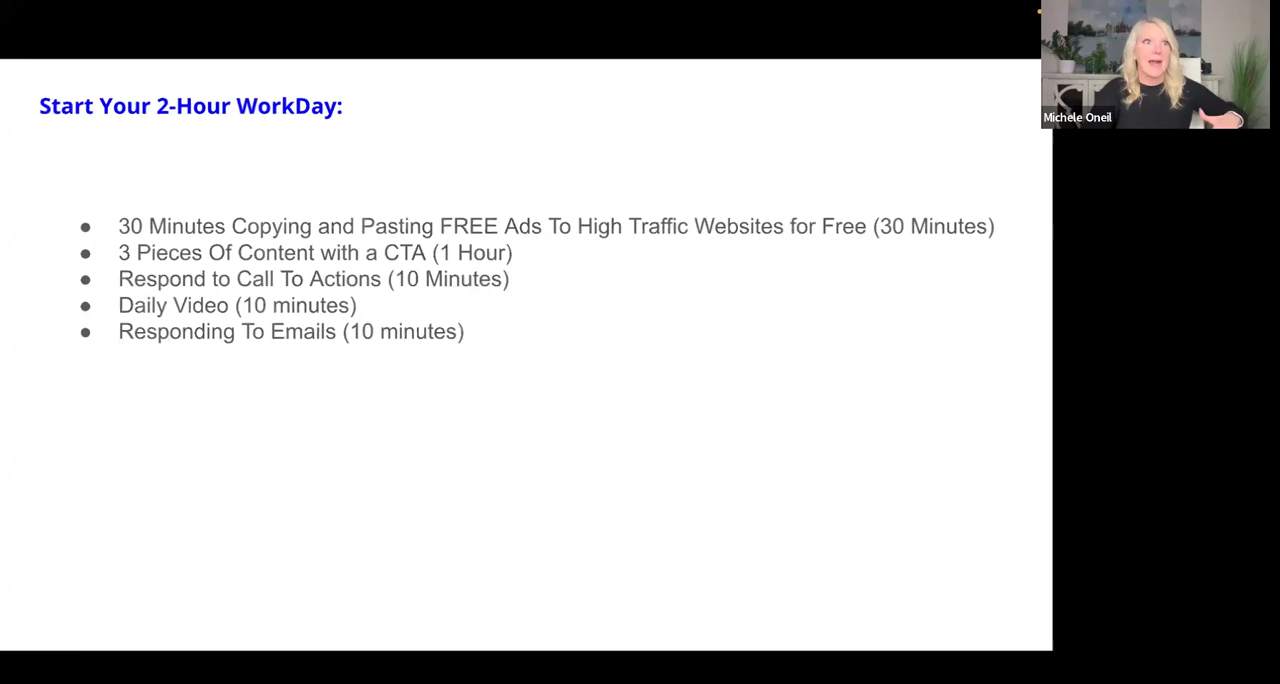 Start Your 2-Hour WorkDay:
● 30 Minutes Copying and Pasting FREE Ads To High Traffic Websites for Free (30 Minutes)
● 3 Pieces Of Content with a CTA (1 Hour)
● Respond to Call To Actions (10 Minutes)
● Daily Video (10 minutes)
● Responding To Emails (10 minutes)
Michele Oneil